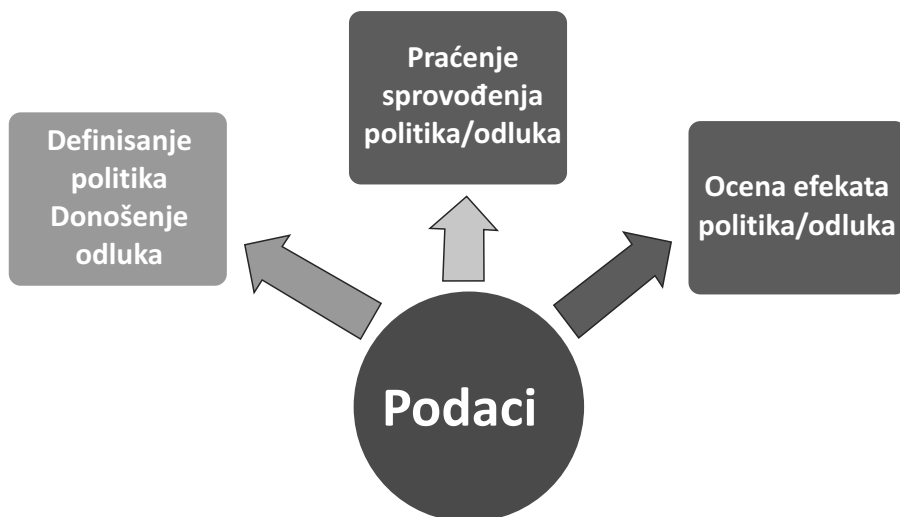 Definisanje
politika
Donošenje
odluka
Praćenje
sprovođenja
politika/odluka
Ocena efekata
politika/odluka
Podaci